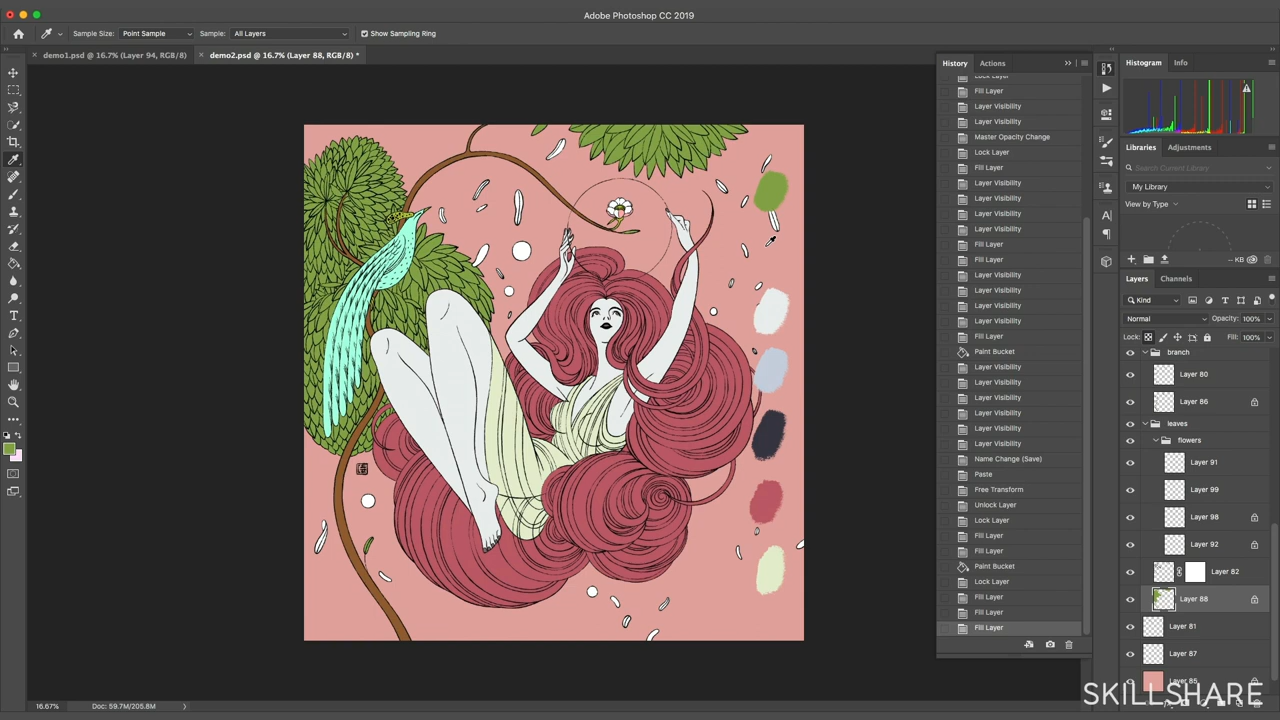 Adobe Photoshop CC 2019
Sample Size: Point Sample Sample: All Layers Show Sampling Ring
demo1.psd @ 16.7% (Layer 94, RGB/8) demo2.psd @ 16.7% (Layer 88, RGB/8) *
History Actions
Lock Layer
Fill Layer
Layer Visibility
Layer Visibility
Master Opacity Change
Lock Layer
Fill Layer
Layer Visibility
Layer Visibility
Layer Visibility
Layer Visibility
Fill Layer
Fill Layer
Layer Visibility
Layer Visibility
Layer Visibility
Layer Visibility
Fill Layer
Paint Bucket
Layer Visibility
Layer Visibility
Layer Visibility
Layer Visibility
Layer Visibility
Layer Visibility
Name Change (Save)
Paste
Free Transform
Unlock Layer
Lock Layer
Fill Layer
Fill Layer
Paint Bucket
Lock Layer
Fill Layer
Fill Layer
Fill Layer
Histogram Info
Libraries Adjustments
Search Current Library
My Library
View by Type
-- KB
Layers Channels
Kind
Normal Opacity: 100%
Lock: Fill: 100%
branch
Layer 80
Layer 86
leaves
flowers
Layer 91
Layer 99
Layer 98
Layer 92
Layer 82
Layer 88
Layer 81
Layer 87
Layer 85
SKILLSHARE
16.67% Doc: 59.7M/205.8M